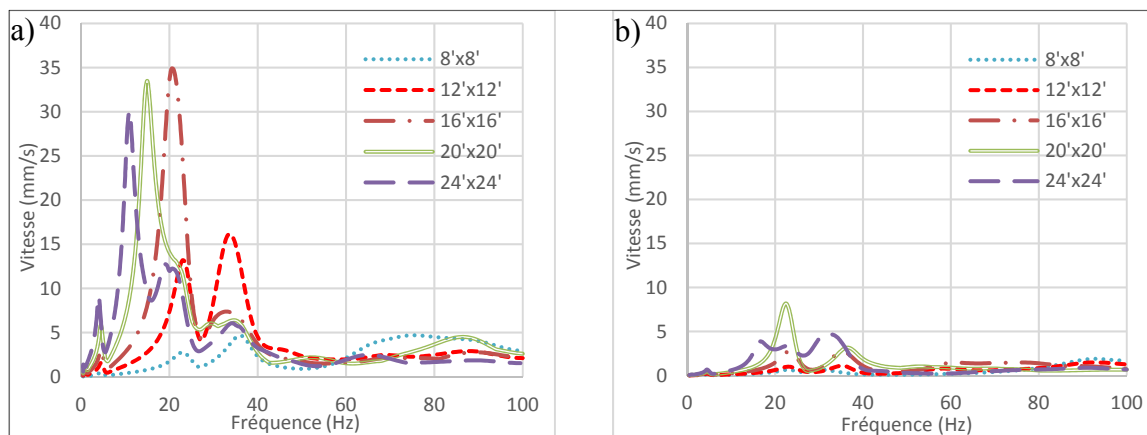 a)
40
35
30
25
20
15
10
5
0
Vitesse (mm/s)
0 20 40 60 80 100
Fréquence (Hz)
8'x8'
12'x12'
16'x16'
20'x20'
24'x24'
b)
40
35
30
25
20
15
10
5
0
Vitesse (mm/s)
0 20 40 60 80 100
Fréquence (Hz)
8'x8'
12'x12'
16'x16'
20'x20'
24'x24'